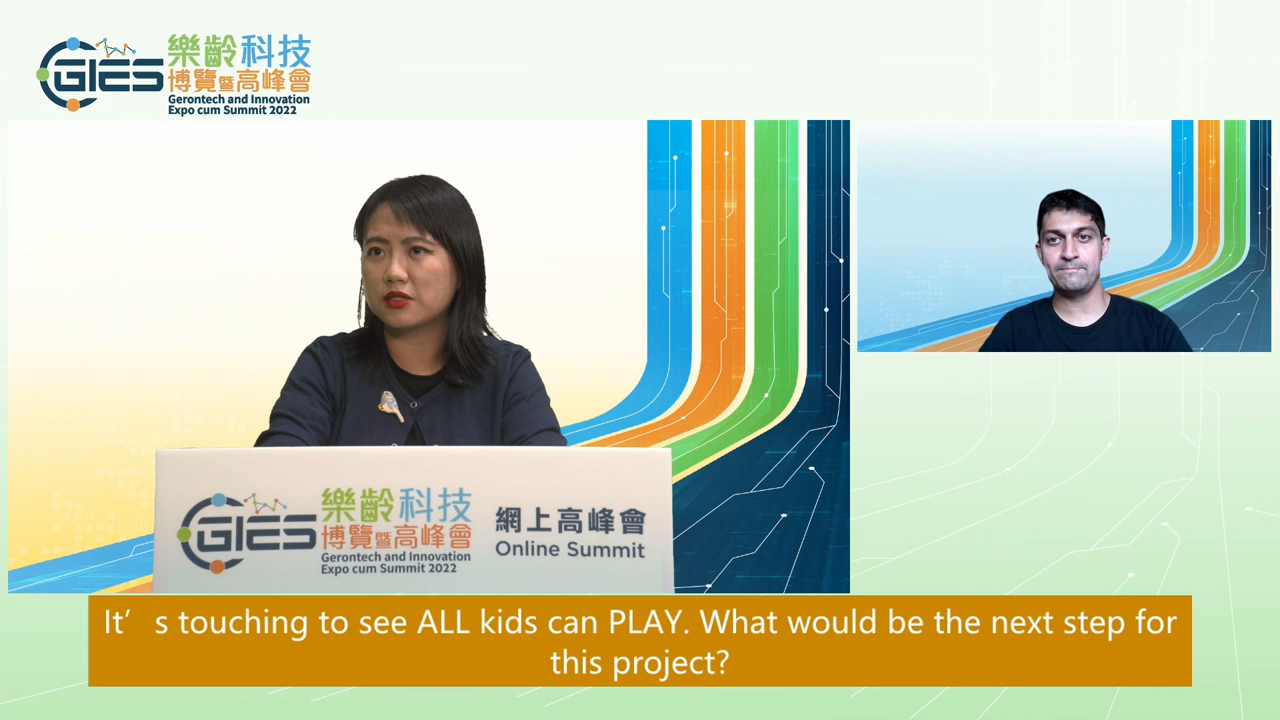 GIES
樂齡科技
博覽暨高峰會
Gerontech and Innovation
Expo cum Summit 2022
GIES
樂齡科技
博覽暨高峰會
Gerontech and Innovation
Expo cum Summit 2022
網上高峰會
Online Summit
It’s touching to see ALL kids can PLAY. What would be the next step for
this project?